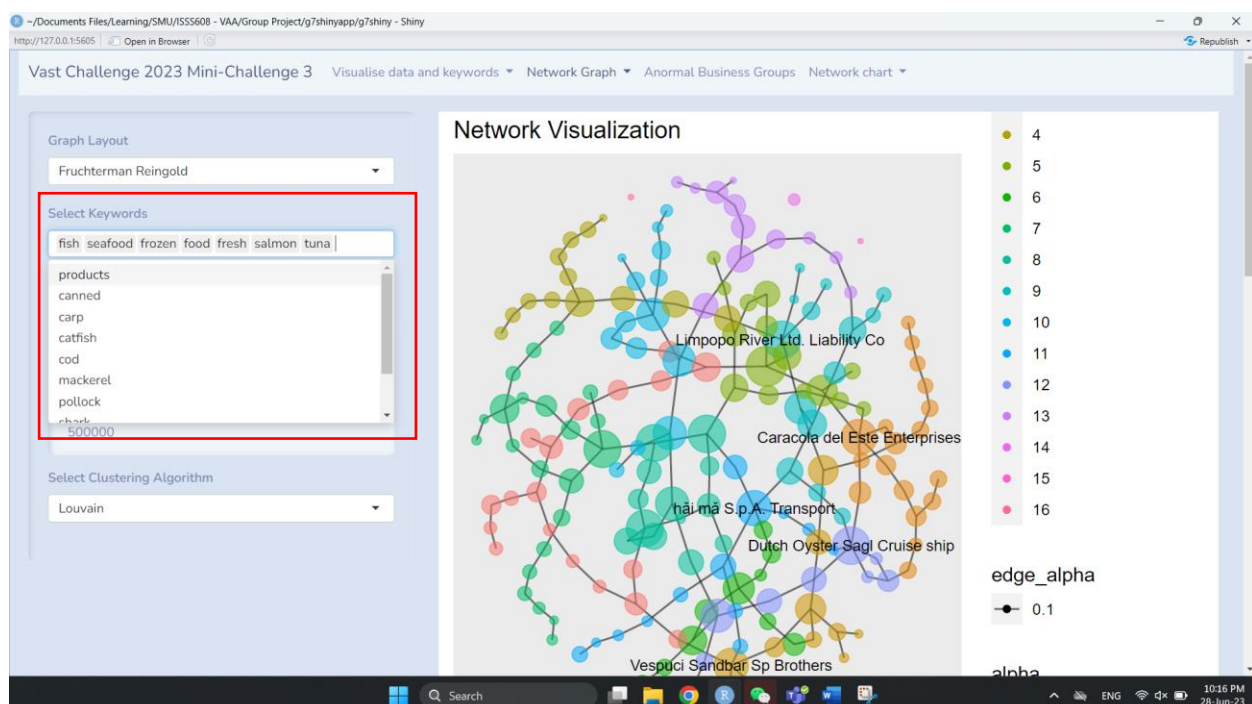 ~/Documents Files/Learning/SMU/ISSS608 - VAA/Group Project/g7shinyapp/g7shiny - Shiny
http://127.0.0.1:5605 Open in Browser Republish
Vast Challenge 2023 Mini-Challenge 3 Visualise data and keywords Network Graph Anormal Business Groups Network chart
Graph Layout
Fruchterman Reingold
Select Keywords
fish seafood frozen food fresh salmon tuna
products
canned
carp
catfish
cod
mackerel
pollock
shark
500000
Select Clustering Algorithm
Louvain
Network Visualization
Limpopo River Ltd. Liability Co
Caracola del Este Enterprises
hǎi mǎ S.p.A. Transport
Dutch Oyster Sagl Cruise ship
Vespuci Sandbar Sp Brothers
4
5
6
7
8
9
10
11
12
13
14
15
16
edge_alpha
0.1
alpha
Search
ENG
10:16 PM
28-Jun-23